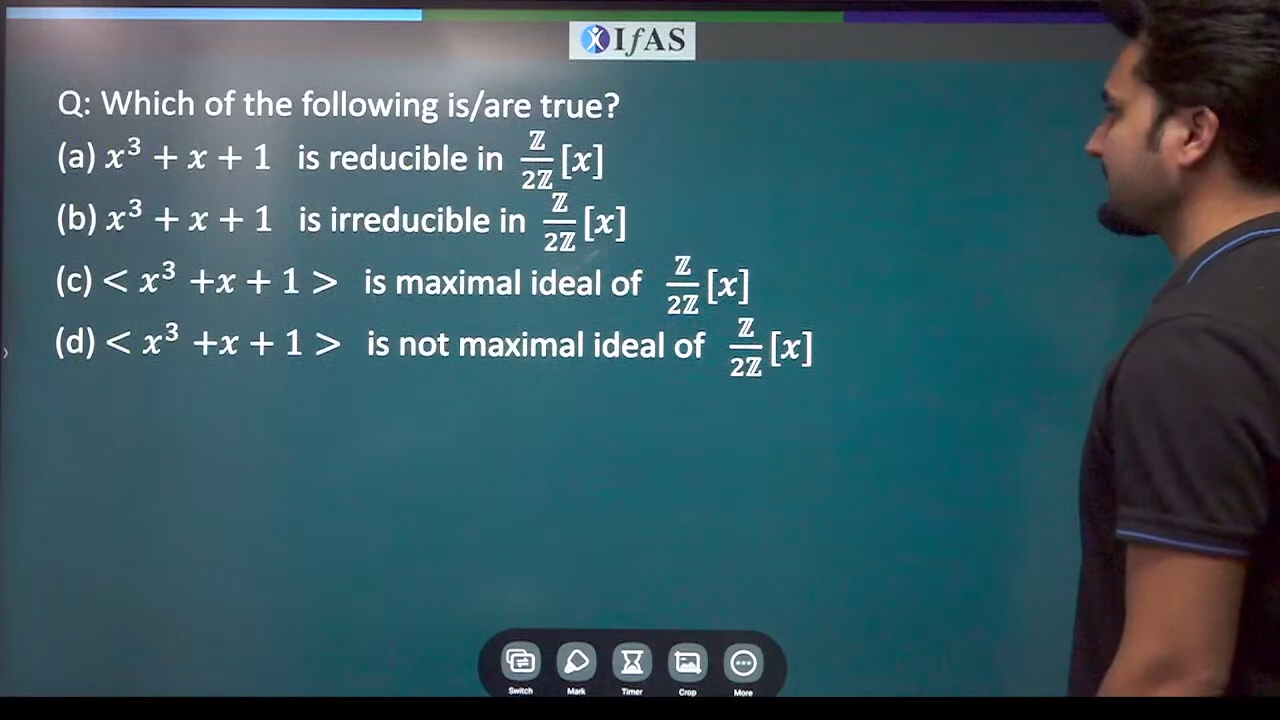 IfAS
Q: Which of the following is/are true?
(a) x³ + x + 1 is reducible in ℤ/2ℤ [x]
(b) x³ + x + 1 is irreducible in ℤ/2ℤ [x]
(c) < x³ +x + 1 > is maximal ideal of ℤ/2ℤ [x]
(d) < x³ +x + 1 > is not maximal ideal of ℤ/2ℤ [x]
Switch Mark Timer Crop More